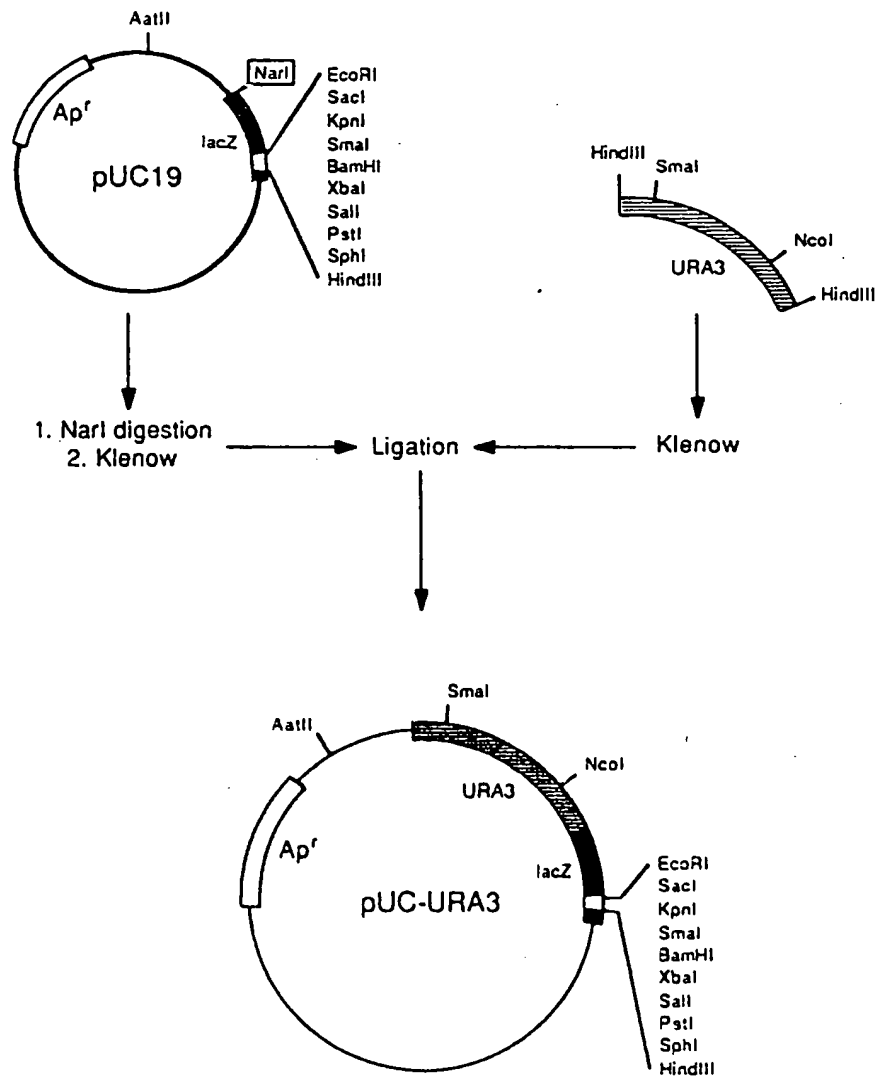 AatII
NarI
Ap^r
lacZ
pUC19
EcoRI
SacI
KpnI
SmaI
BamHI
XbaI
SalI
PstI
SphI
HindIII
HindIII
SmaI
NcoI
URA3
HindIII
1. NarI digestion
2. Klenow
Ligation
Klenow
AatII
SmaI
NcoI
URA3
Ap^r
lacZ
pUC-URA3
EcoRI
SacI
KpnI
SmaI
BamHI
XbaI
SalI
PstI
SphI
HindIII